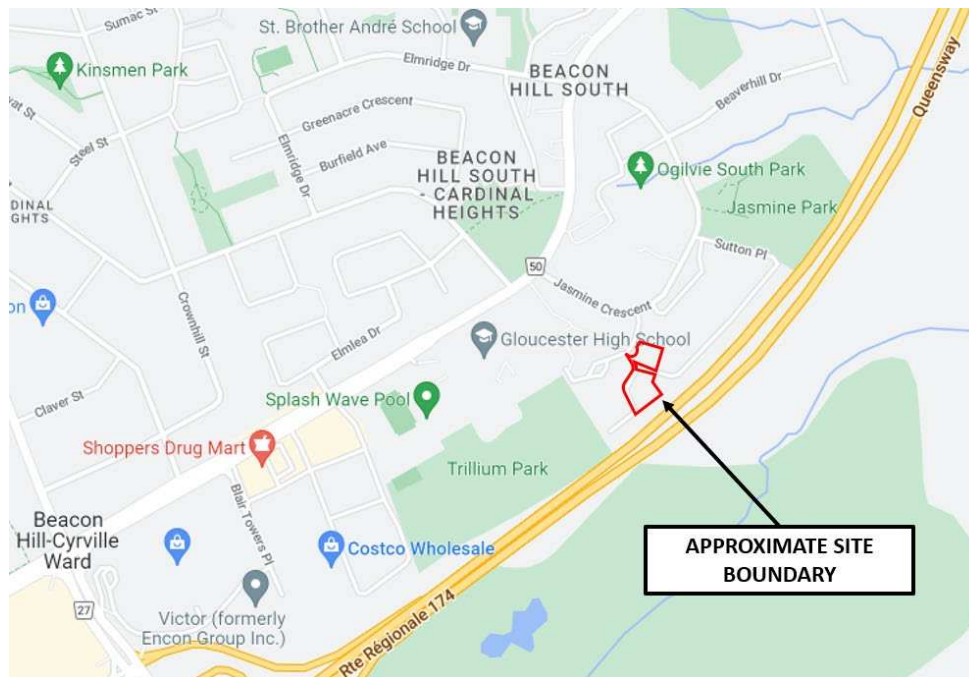 Sumac St
St. Brother André School
Kinsmen Park
Elmridge Dr
BEACON
HILL SOUTH
Queensway
Steel St
Greenacre Crescent
Beaverhill Dr
Burfield Ave
Elmridge Dr
BEACON
HILL SOUTH
- CARDINAL
HEIGHTS
Ogilvie South Park
Jasmine Park
Sutton Pl
50
Jasmine Crescent
Crownhill St
Elmlea Dr
Gloucester High School
Claver St
Splash Wave Pool
Shoppers Drug Mart
Trillium Park
Blair Towers Pl
APPROXIMATE SITE
BOUNDARY
Beacon
Hill-Cyrville
Ward
Costco Wholesale
27
Victor (formerly
Encon Group Inc.)
Rte Régionale 174